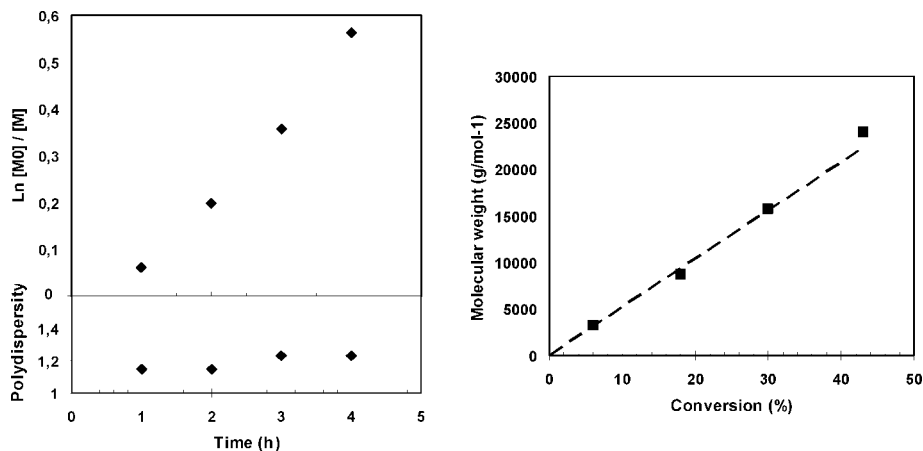 0,6
0,5
0,4
0,3
0,2
0,1
0
Ln [M0] / [M]
1,4
1,2
1
Polydispersity
0 1 2 3 4 5
Time (h)
30000
25000
20000
15000
10000
5000
0
Molecular weight (g/mol-1)
0 10 20 30 40 50
Conversion (%)